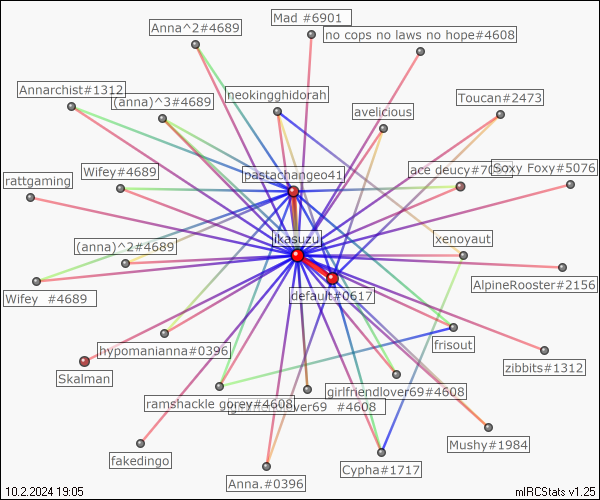 Mad #6901
Anna^2#4689
no cops no laws no hope#4608
Annarchist#1312
(anna)^3#4689
neokingghidorah
avelicious
Toucan#2473
pastachangeo41
ace deucy#70
Soxy Foxy#5076
rattgaming
Wifey#4689
(anna)^2#4689
ikasuzu
xenoyaut
AlpineRooster#2156
default#0617
Wifey #4689
hypomanianna#0396
frisout
zibbits#1312
Skalman
girlfriendlover69#4608
ramshackle gorey#4608
#4608
Mushy#1984
fakedingo
Anna.#0396
Cypha#1717
10.2.2024 19:05
mIRCStats v1.25